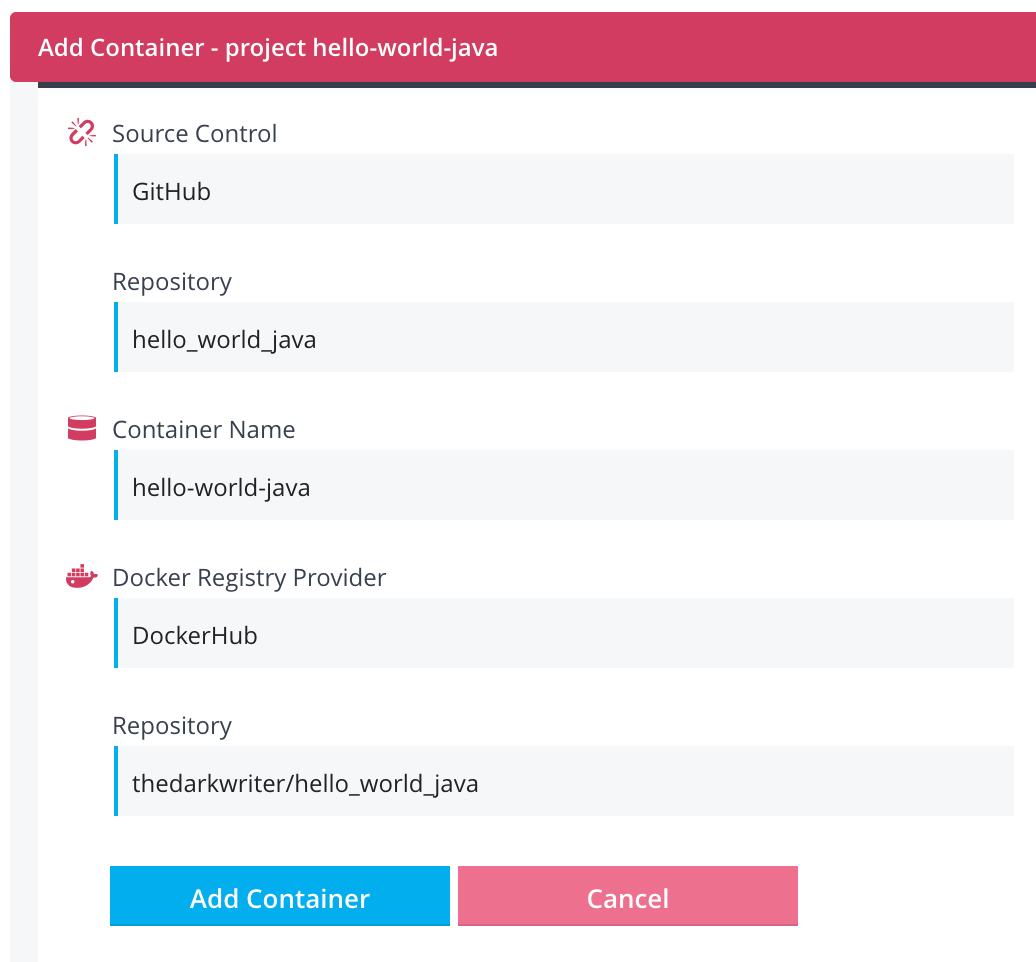 Add Container - project hello-world-java
Source Control
GitHub
Repository
hello_world_java
Container Name
hello-world-java
Docker Registry Provider
DockerHub
Repository
thedarkwriter/hello_world_java
Add Container
Cancel